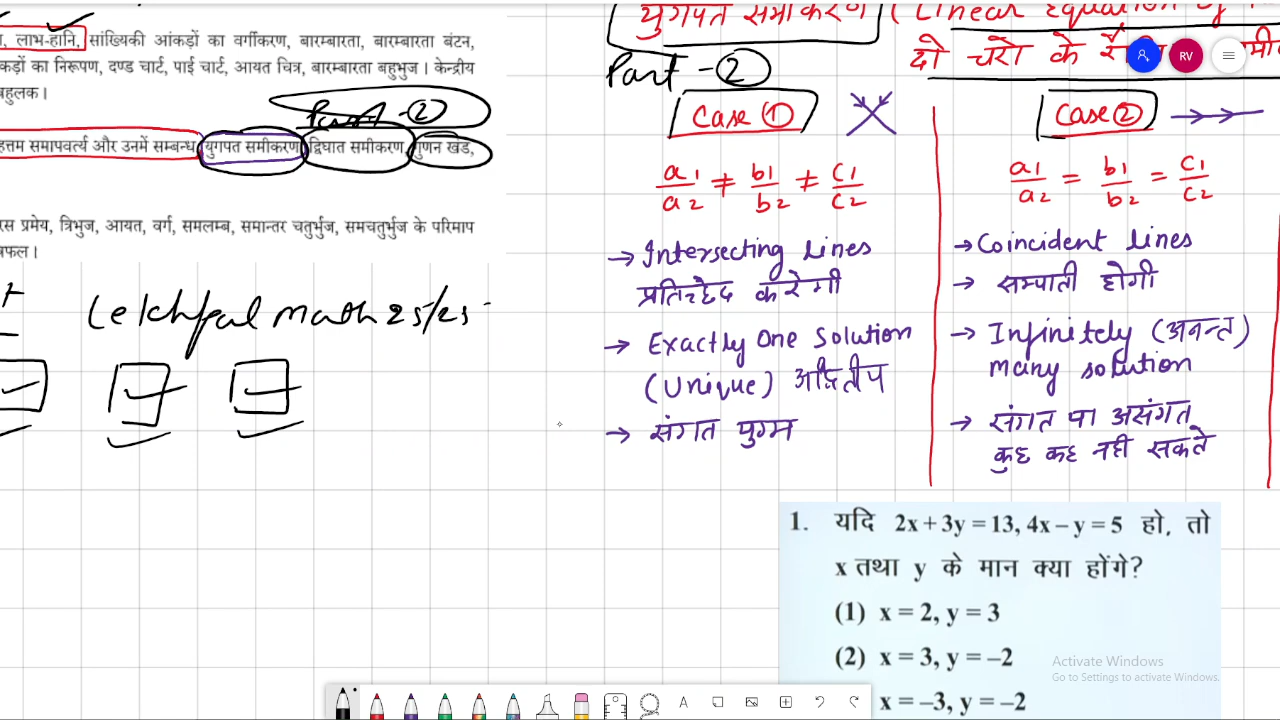 लाभ-हानि, सांख्यिकी आंकड़ों का वर्गीकरण, बारम्बारता, बारम्बारता बंटन,
कड़ों का निरूपण, दण्ड चार्ट, पाई चार्ट, आयत चित्र, बारम्बारता बहुभुज। केन्द्रीय
बहुलक।
Part -②
हत्तम समापवर्त्य और उनमें सम्बन्ध, युगपत समीकरण, द्विघात समीकरण, गुणन खंड,
रस प्रमेय, त्रिभुज, आयत, वर्ग, समलम्ब, समान्तर चतुर्भुज, समचतुर्भुज के परिमाप
त्रफल।
Lekhpal math 25/25
युगपत समीकरण (Linear Equation
दो चरो के
Part -②
RV
Case ①
a1/a2 ≠ b1/b2 ≠ c1/c2
→ Intersecting Lines
प्रतिच्छेद करेगी
→ Exactly One Solution
(Unique) अद्वितीय
→ संगत युग्म
Case ②
a1/a2 = b1/b2 = c1/c2
→ Coincident lines
→ सम्पाती होगी
→ Infinitely (अनन्त)
many solution
→ संगत या असंगत
कुछ कह नही सकते
1. यदि 2x + 3y = 13, 4x – y = 5 हो, तो
x तथा y के मान क्या होंगे?
(1) x = 2, y = 3
(2) x = 3, y = –2
x = –3, y = –2
Activate Windows
Go to Settings to activate Windows.